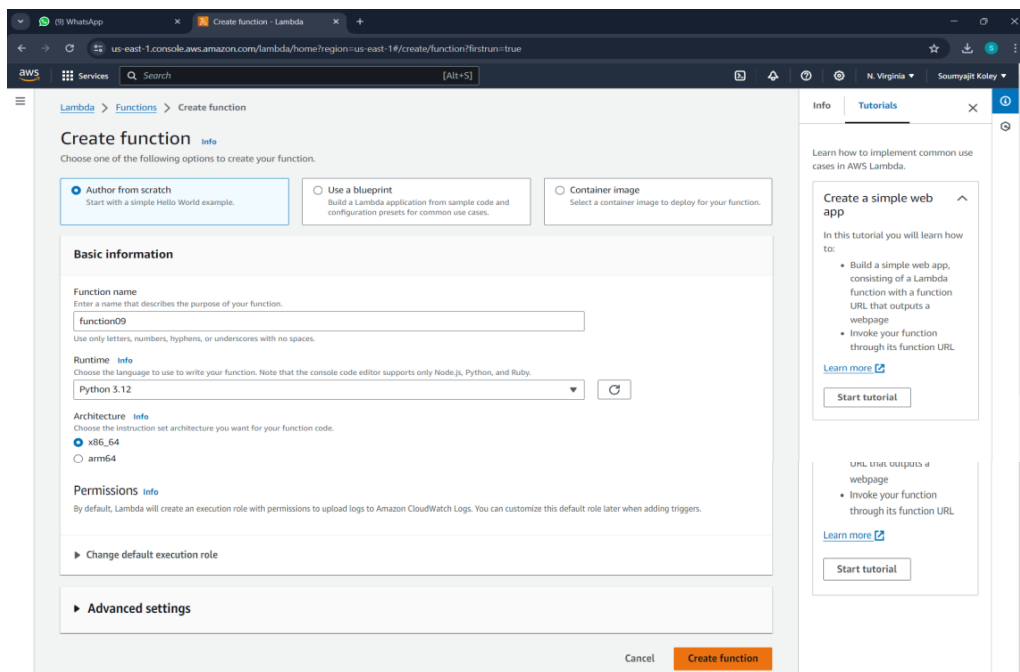 (9) WhatsApp
Create function - Lambda
us-east-1.console.aws.amazon.com/lambda/home?region=us-east-1#/create/function?firstrun=true
S
aws
Services
Search
[Alt+S]
N. Virginia
Soumyajit Koley
Lambda > Functions > Create function
Create function Info
Choose one of the following options to create your function.
Author from scratch
Start with a simple Hello World example.
Use a blueprint
Build a Lambda application from sample code and
configuration presets for common use cases.
Container image
Select a container image to deploy for your function.
Basic information
Function name
Enter a name that describes the purpose of your function.
function09
Use only letters, numbers, hyphens, or underscores with no spaces.
Runtime Info
Choose the language to use to write your function. Note that the console code editor supports only Node.js, Python, and Ruby.
Python 3.12
Architecture Info
Choose the instruction set architecture you want for your function code.
x86_64
arm64
Permissions Info
By default, Lambda will create an execution role with permissions to upload logs to Amazon CloudWatch Logs. You can customize this default role later when adding triggers.
Change default execution role
Advanced settings
Cancel
Create function
Info
Tutorials
Learn how to implement common use
cases in AWS Lambda.
Create a simple web
app
In this tutorial you will learn how
to:
• Build a simple web app,
consisting of a Lambda
function with a function
URL that outputs a
webpage
• Invoke your function
through its function URL
Learn more
Start tutorial
URL that outputs a
webpage
• Invoke your function
through its function URL
Learn more
Start tutorial